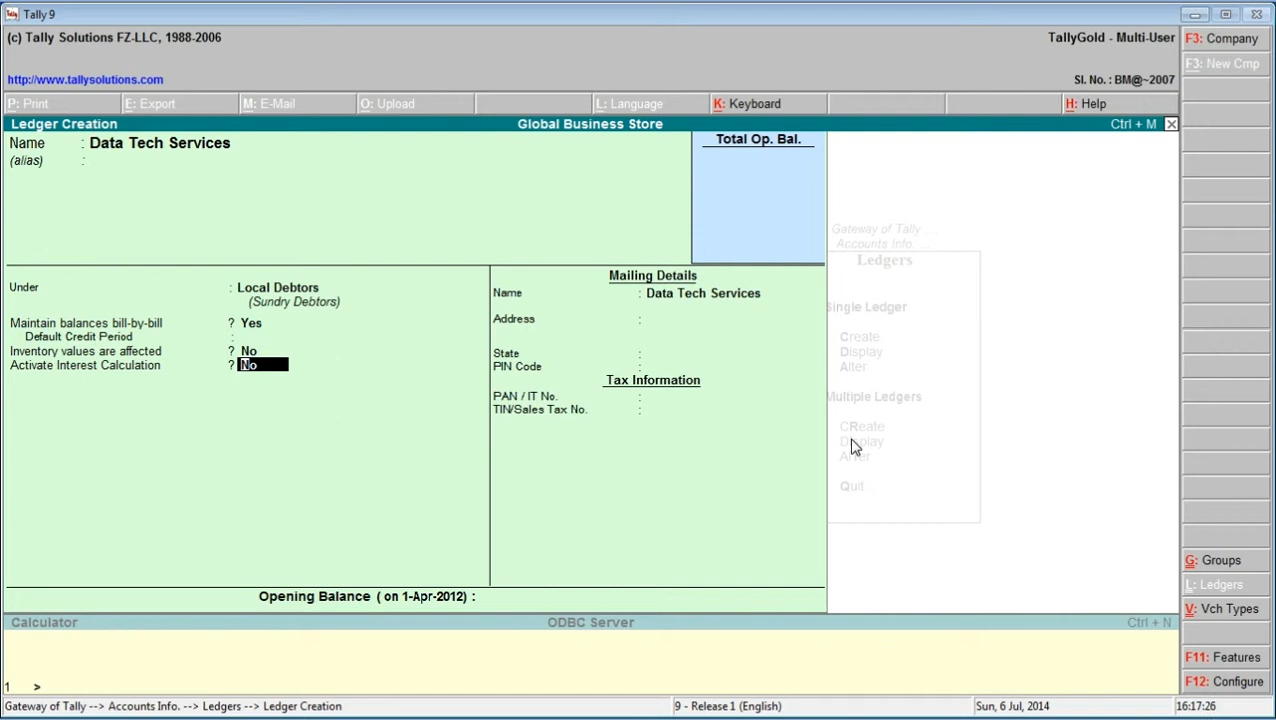 Tally 9
(c) Tally Solutions FZ-LLC, 1988-2006
TallyGold - Multi-User
http://www.tallysolutions.com
Sl. No. : BM@~2007
P: Print
E: Export
M: E-Mail
O: Upload
L: Language
K: Keyboard
H: Help
Ledger Creation
Global Business Store
Ctrl + M
Name : Data Tech Services
(alias) :
Total Op. Bal.
Under : Local Debtors
(Sundry Debtors)
Maintain balances bill-by-bill ? Yes
Default Credit Period :
Inventory values are affected ? No
Activate Interest Calculation ? No
Mailing Details
Name : Data Tech Services
Address :
State :
PIN Code :
Tax Information
PAN / IT No. :
TIN/Sales Tax No. :
Opening Balance ( on 1-Apr-2012) :
Gateway of Tally ....
Accounts Info. ...
Ledgers
Single Ledger
Create
Display
Alter
Multiple Ledgers
CReate
Display
Alter
Quit
F3: Company
F3: New Cmp
G: Groups
L: Ledgers
V: Vch Types
F11: Features
F12: Configure
Calculator
ODBC Server
Ctrl + N
1 >
Gateway of Tally --> Accounts Info. --> Ledgers --> Ledger Creation
9 - Release 1 (English)
Sun, 6 Jul, 2014
16:17:26